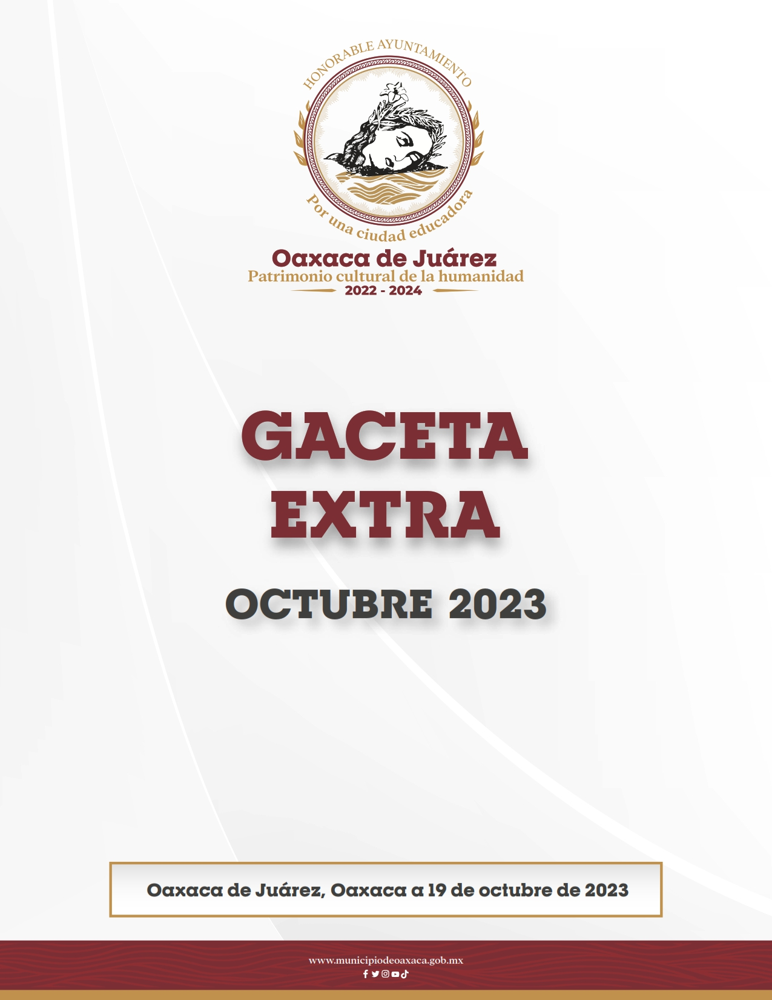 HONORABLE AYUNTAMIENTO
Por una ciudad educadora
Oaxaca de Juárez
Patrimonio cultural de la humanidad
2022 - 2024
GACETA
EXTRA
OCTUBRE 2023
Oaxaca de Juárez, Oaxaca a 19 de octubre de 2023
www.municipiodeoaxaca.gob.mx